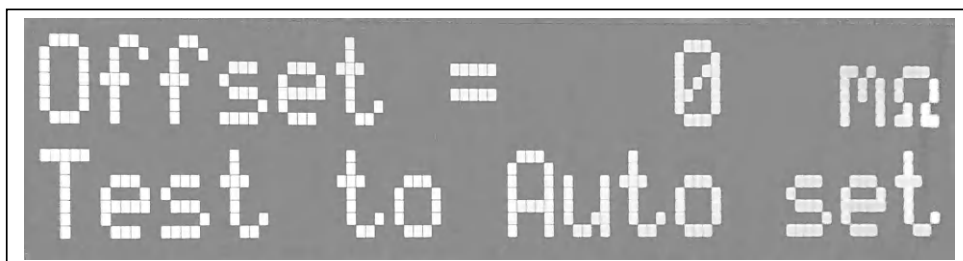 Offset = 0 mΩ
Test to Auto set